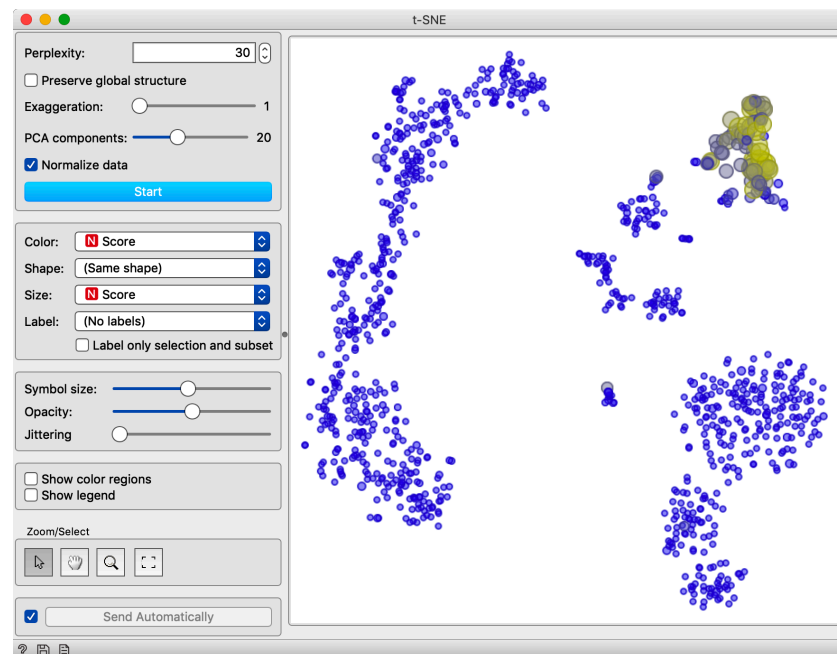 t-SNE
Perplexity: 30
Preserve global structure
Exaggeration: 1
PCA components: 20
Normalize data
Start
Color: N Score
Shape: (Same shape)
Size: N Score
Label: (No labels)
Label only selection and subset
Symbol size:
Opacity:
Jittering
Show color regions
Show legend
Zoom/Select
Send Automatically
?